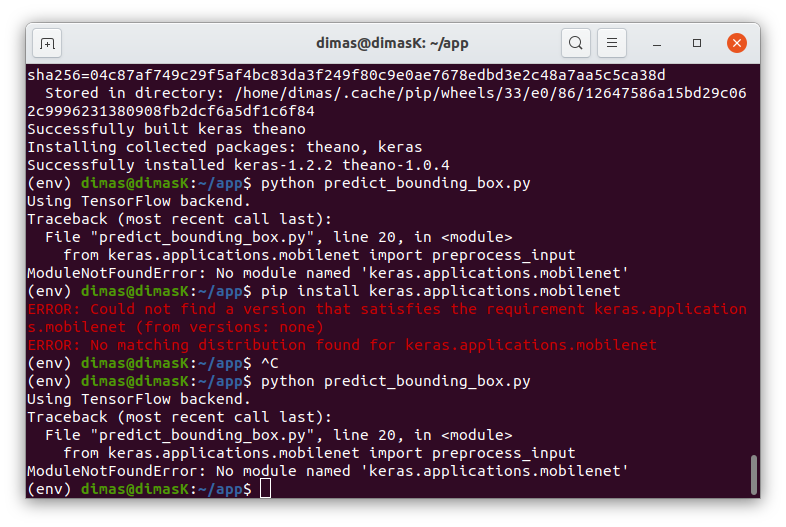 dimas@dimasK: ~/app
sha256=04c87af749c29f5af4bc83da3f249f80c9e0ae7678edbd3e2c48a7aa5c5ca38d
  Stored in directory: /home/dimas/.cache/pip/wheels/33/e0/86/12647586a15bd29c06
2c9996231380908fb2dcf6a5df1c6f84
Successfully built keras theano
Installing collected packages: theano, keras
Successfully installed keras-1.2.2 theano-1.0.4
(env) dimas@dimasK:~/app$ python predict_bounding_box.py
Using TensorFlow backend.
Traceback (most recent call last):
  File "predict_bounding_box.py", line 20, in <module>
    from keras.applications.mobilenet import preprocess_input
ModuleNotFoundError: No module named 'keras.applications.mobilenet'
(env) dimas@dimasK:~/app$ pip install keras.applications.mobilenet
ERROR: Could not find a version that satisfies the requirement keras.application
s.mobilenet (from versions: none)
ERROR: No matching distribution found for keras.applications.mobilenet
(env) dimas@dimasK:~/app$ ^C
(env) dimas@dimasK:~/app$ python predict_bounding_box.py
Using TensorFlow backend.
Traceback (most recent call last):
  File "predict_bounding_box.py", line 20, in <module>
    from keras.applications.mobilenet import preprocess_input
ModuleNotFoundError: No module named 'keras.applications.mobilenet'
(env) dimas@dimasK:~/app$